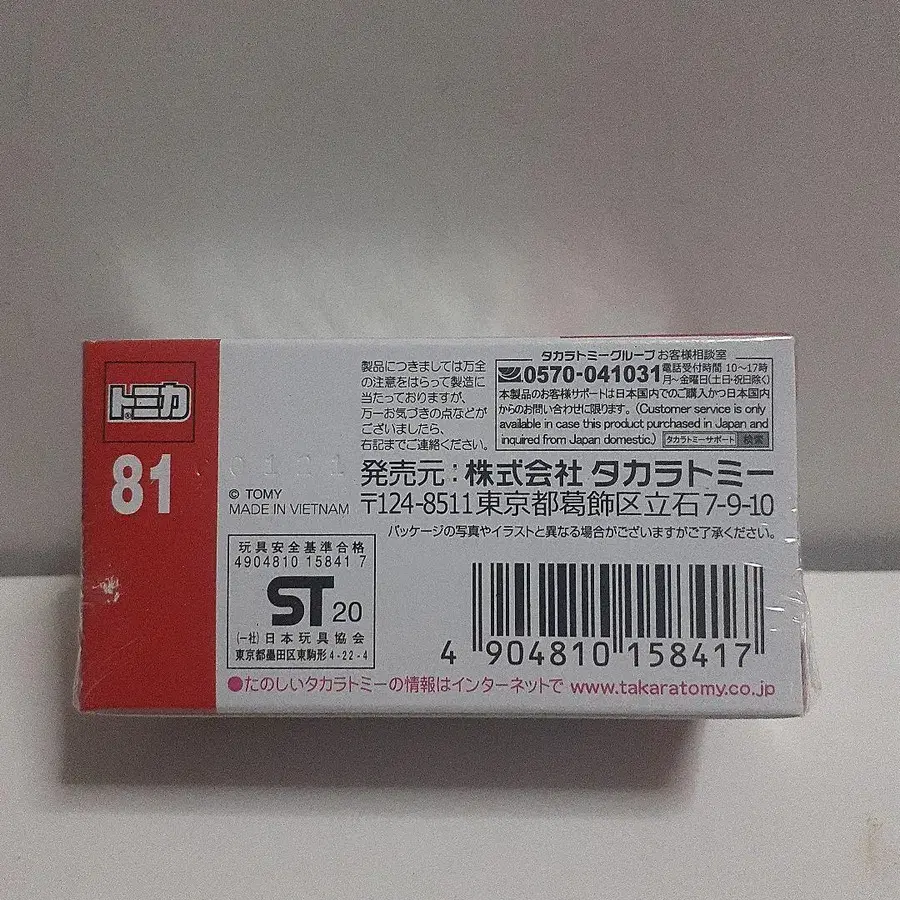 トミカ
81
製品につきましては万全
の注意をはらって製造に
当たっておりますが、
万一お気づきの点などが
ございましたら、
右記までご連絡ください。
タカラトミーグループ お客様相談室
0570-041031 電話受付時間 10〜17時
月〜金曜日(土日・祝日除く)
本製品のお客様サポートは日本国内でのご購入かつ日本国内
からのお問い合わせに限ります。(Customer service is only
available in case this product purchased in Japan and
inquired from Japan domestic.) タカラトミーサポート 検索
発売元:株式会社 タカラトミー
〒124-8511東京都葛飾区立石7-9-10
© TOMY
MADE IN VIETNAM
パッケージの写真やイラストと異なる場合がございますがご了承ください。
玩具安全基準合格
4904810 15841 7
ST 20
(一社)日本玩具協会
東京都墨田区東駒形4-22-4
4 904810 158417
●たのしいタカラトミーの情報はインターネットで www.takaratomy.co.jp